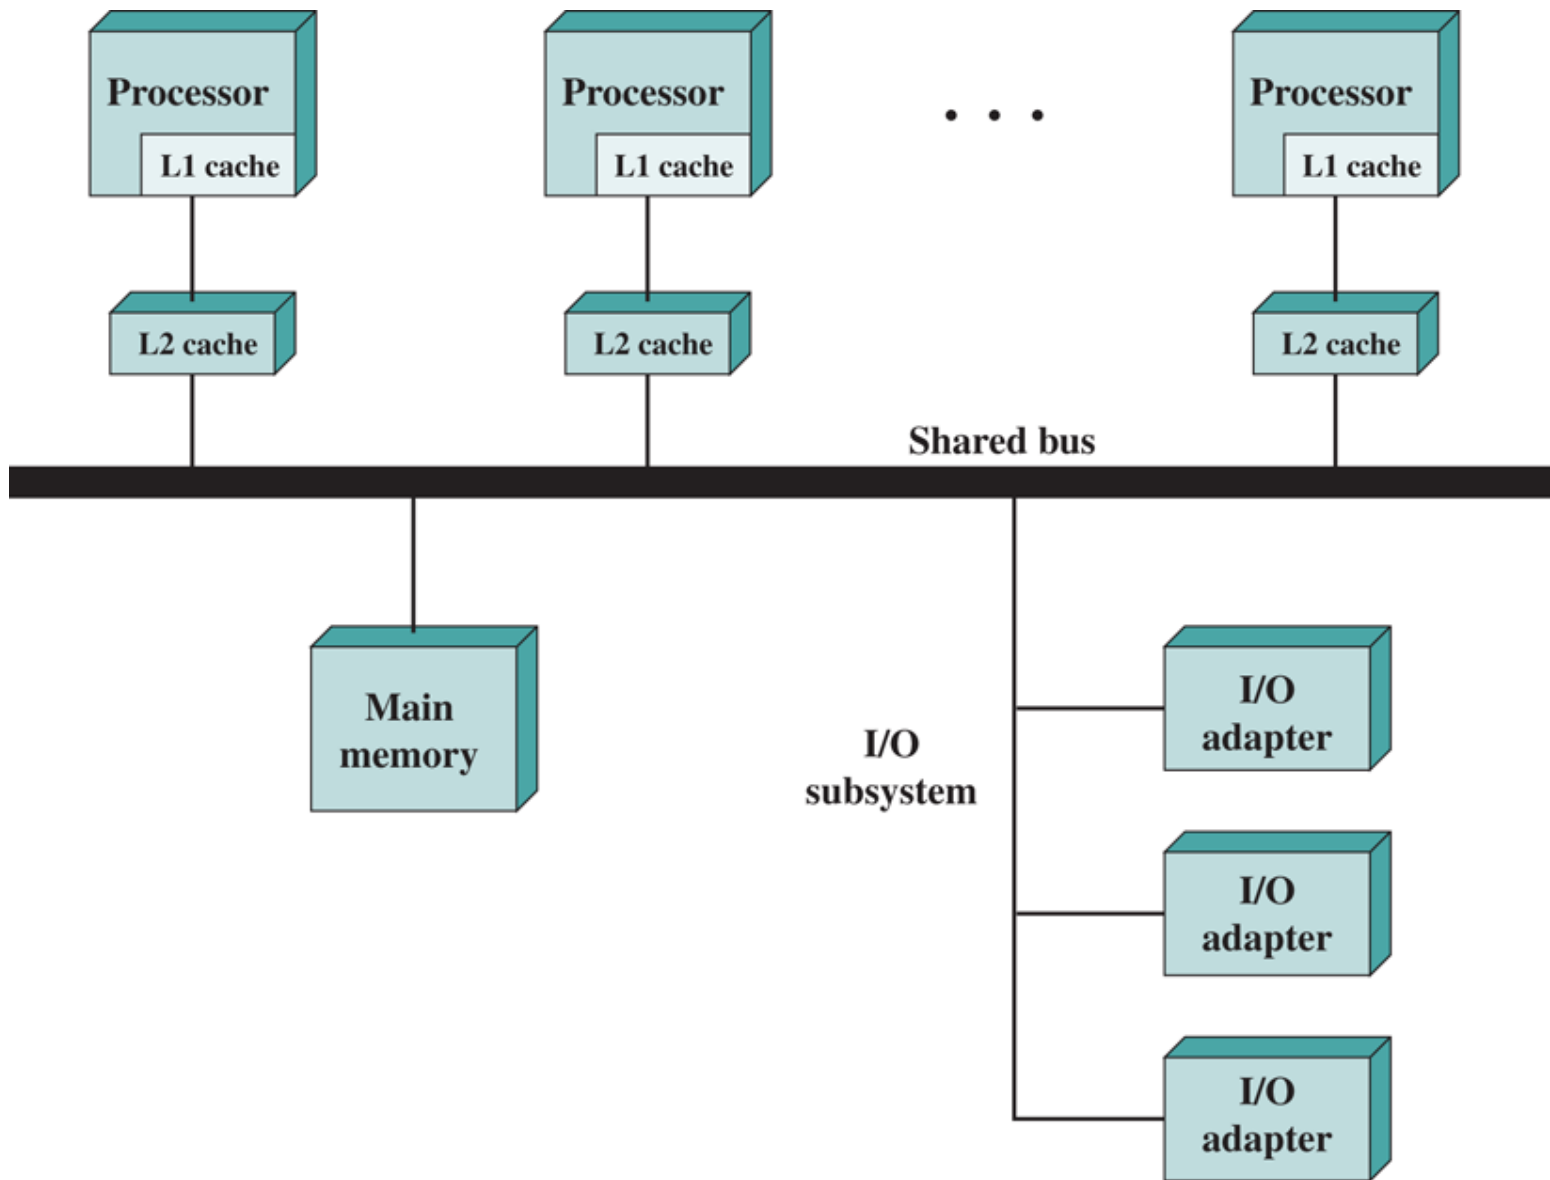 Processor
L1 cache
L2 cache
Processor
L1 cache
L2 cache
. . .
Processor
L1 cache
L2 cache
Shared bus
Main
memory
I/O
subsystem
I/O
adapter
I/O
adapter
I/O
adapter